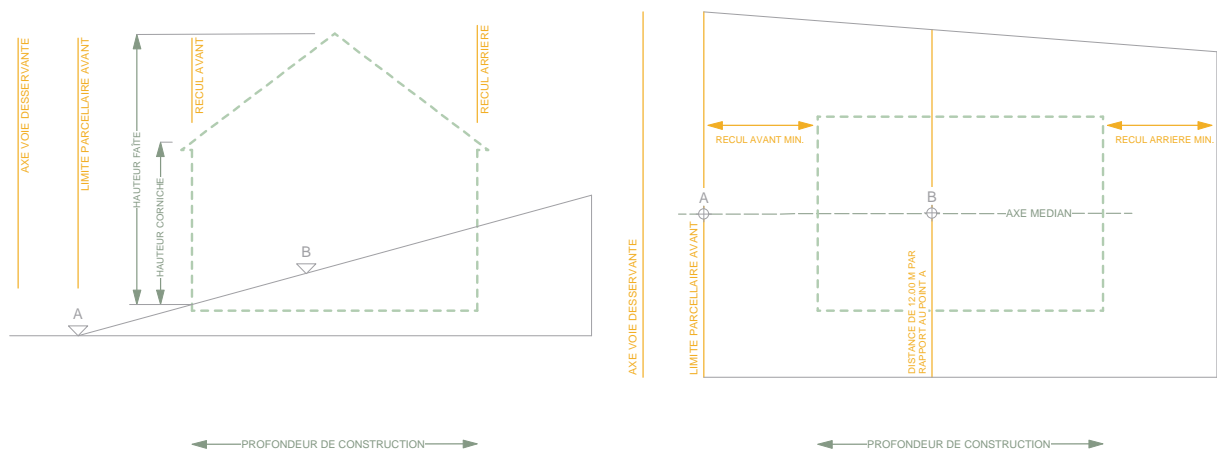 AXE VOIE DESSERVANTE
LIMITE PARCELLAIRE AVANT
HAUTEUR FAÎTE
HAUTEUR CORNICHE
RECUL AVANT
RECUL ARRIERE
A
B
PROFONDEUR DE CONSTRUCTION
AXE VOIE DESSERVANTE
LIMITE PARCELLAIRE AVANT
RECUL AVANT MIN.
RECUL ARRIERE MIN.
A
B
AXE MEDIAN
DISTANCE DE 12.00 M PAR
RAPPORT AU POINT A
PROFONDEUR DE CONSTRUCTION